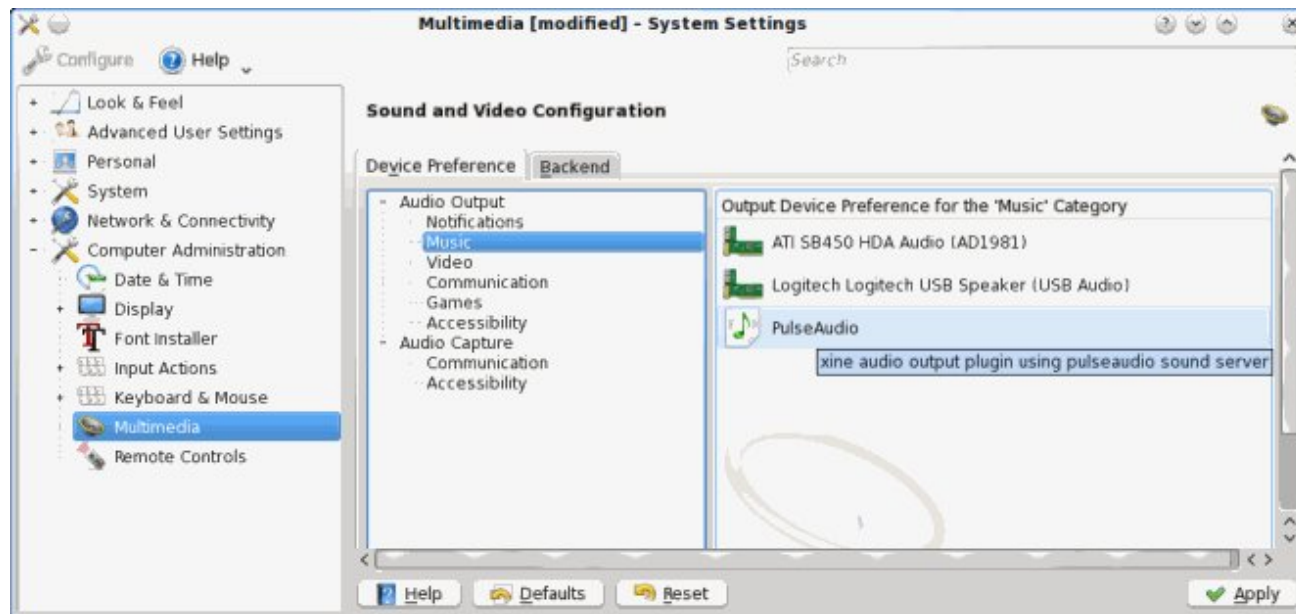 Multimedia [modified] - System Settings
Configure Help
Search
Look & Feel
Advanced User Settings
Personal
System
Network & Connectivity
Computer Administration
Date & Time
Display
Font Installer
Input Actions
Keyboard & Mouse
Multimedia
Remote Controls
Sound and Video Configuration
Device Preference Backend
Audio Output
Notifications
Music
Video
Communication
Games
Accessibility
Audio Capture
Communication
Accessibility
Output Device Preference for the 'Music' Category
ATI SB450 HDA Audio (AD1981)
Logitech Logitech USB Speaker (USB Audio)
PulseAudio
xine audio output plugin using pulseaudio sound server
Help Defaults Reset Apply